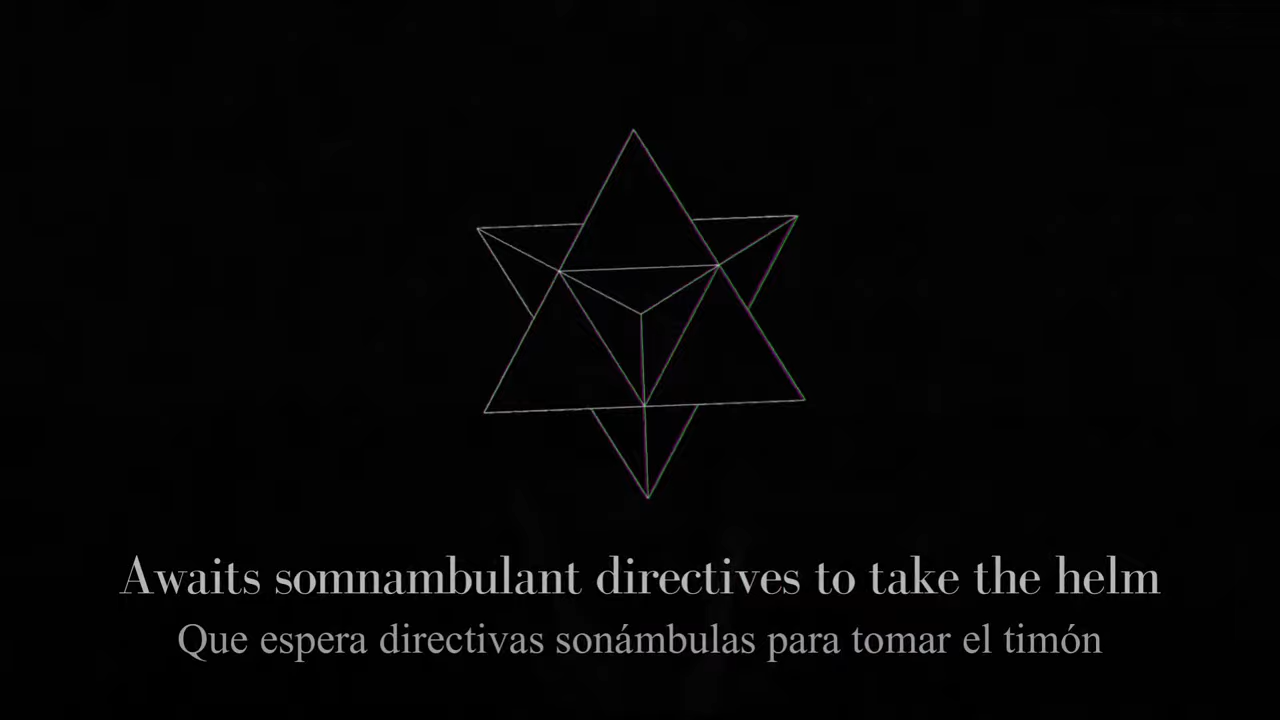 Awaits somnambulant directives to take the helm
Que espera directivas sonámbulas para tomar el timón